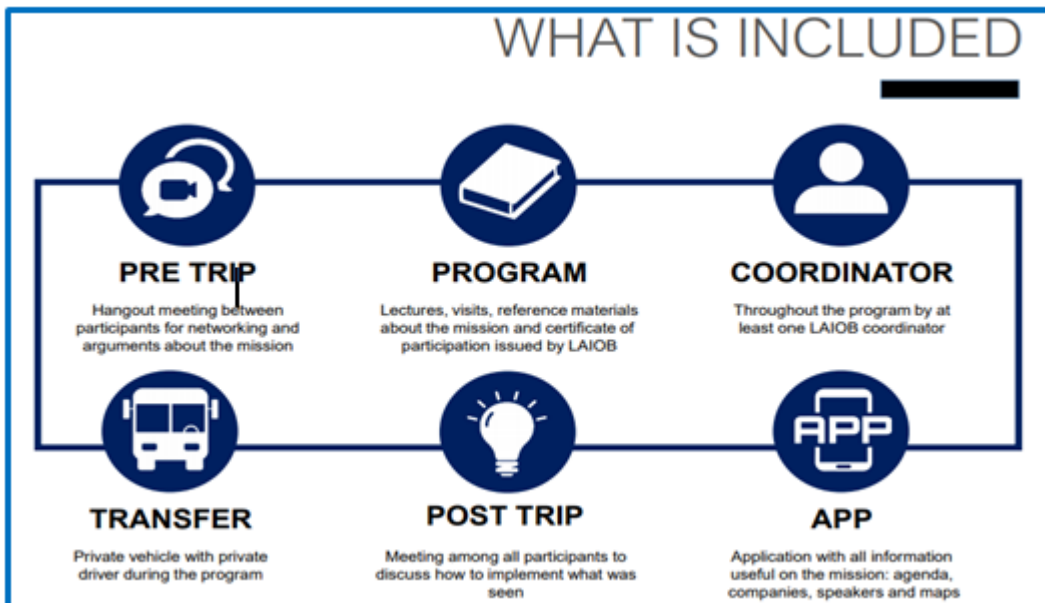 WHAT IS INCLUDED
PRE TRIP
Hangout meeting between
participants for networking and
arguments about the mission
PROGRAM
Lectures, visits, reference materials
about the mission and certificate of
participation issued by LAIOB
COORDINATOR
Throughout the program by at
least one LAIOB coordinator
APP
TRANSFER
Private vehicle with private
driver during the program
POST TRIP
Meeting among all participants to
discuss how to implement what was
seen
APP
Application with all information
useful on the mission: agenda,
companies, speakers and maps